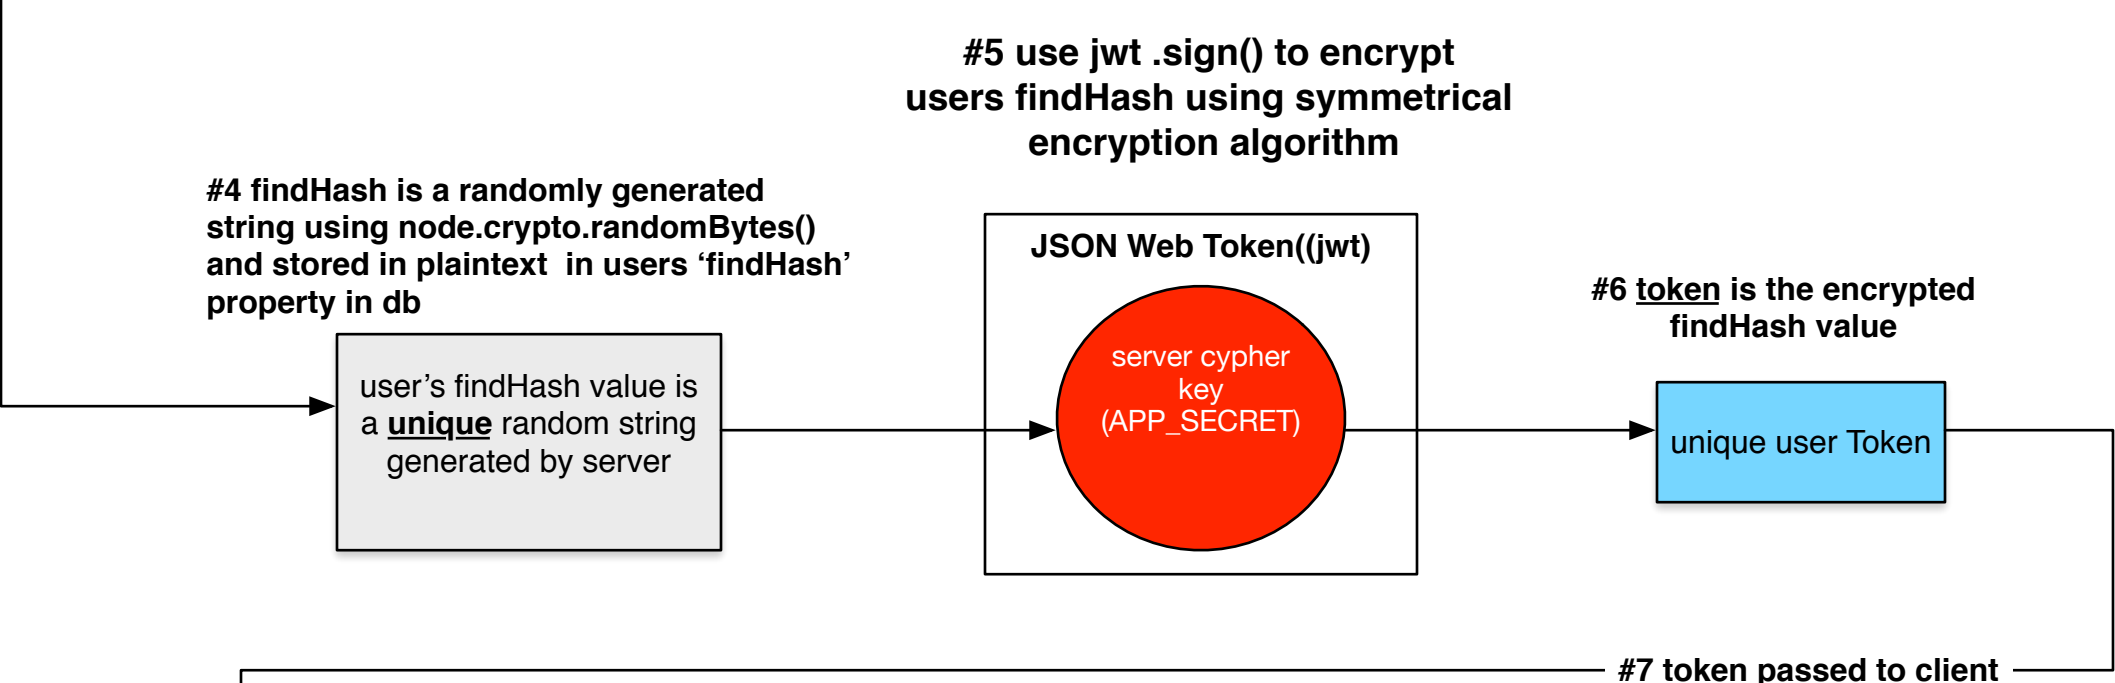 #5 use jwt .sign() to encrypt
users findHash using symmetrical
encryption algorithm
#4 findHash is a randomly generated
string using node.crypto.randomBytes()
and stored in plaintext in users ‘findHash’
property in db
JSON Web Token((jwt)
#6 token is the encrypted
findHash value
server cypher
key
(APP_SECRET)
user’s findHash value is
a unique random string
generated by server
unique user Token
#7 token passed to client